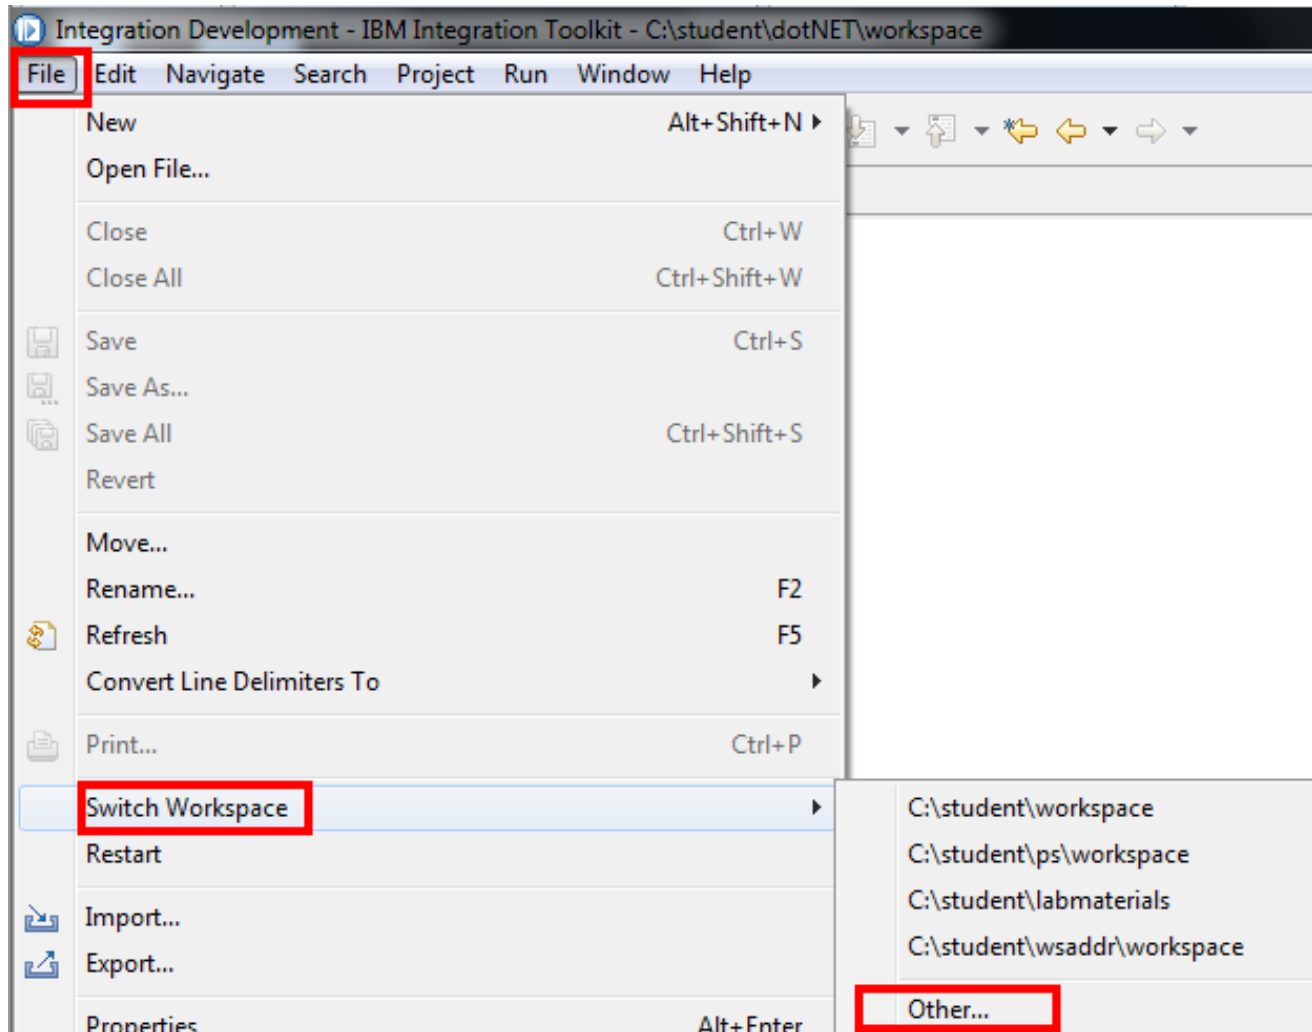 Integration Development - IBM Integration Toolkit - C:\student\dotNET\workspace
File Edit Navigate Search Project Run Window Help
New Alt+Shift+N
Open File...
Close Ctrl+W
Close All Ctrl+Shift+W
Save Ctrl+S
Save As...
Save All Ctrl+Shift+S
Revert
Move...
Rename... F2
Refresh F5
Convert Line Delimiters To
Print... Ctrl+P
Switch Workspace
Restart
Import...
Export...
Properties Alt+Enter
C:\student\workspace
C:\student\ps\workspace
C:\student\labmaterials
C:\student\wsaddr\workspace
Other...